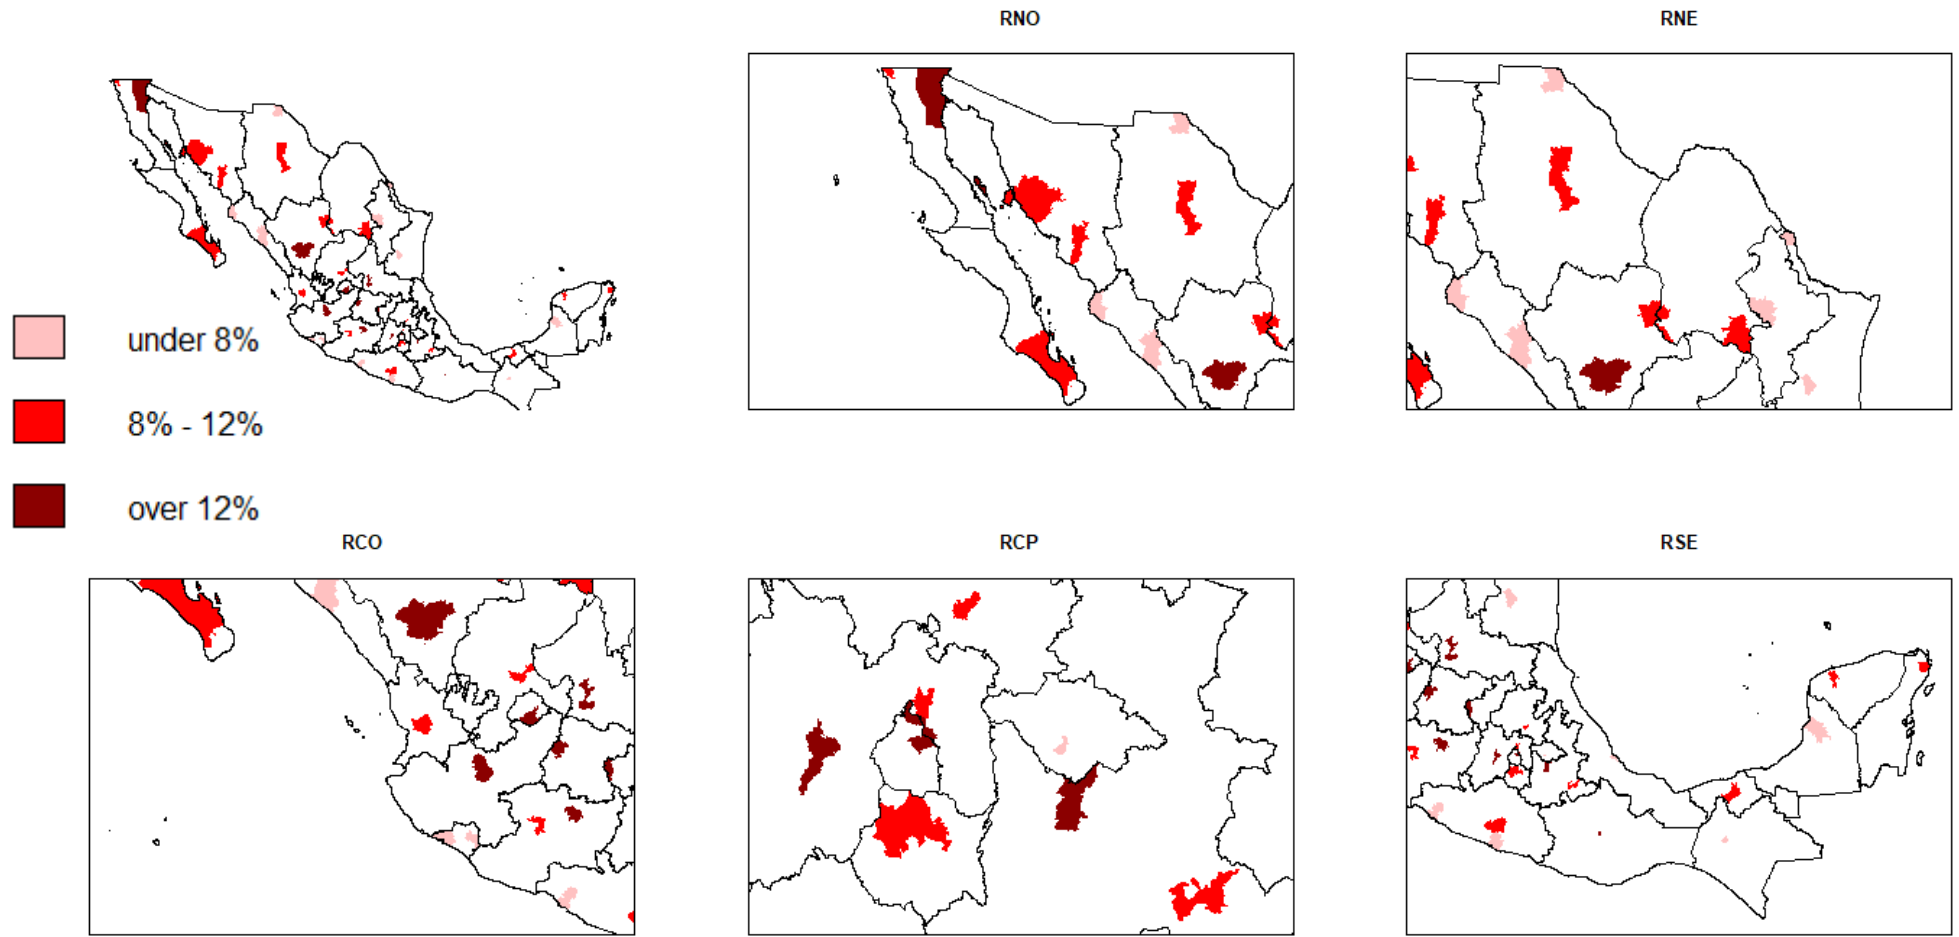 RNO
RNE
under 8%
8% - 12%
over 12%
RCO
RCP
RSE